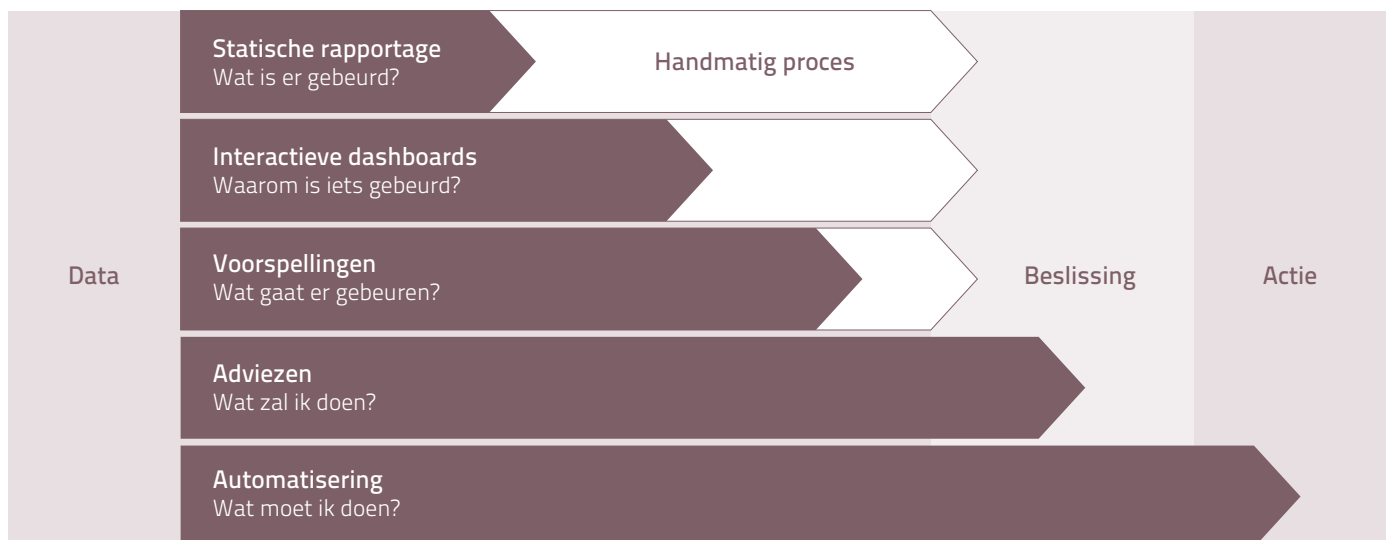 Statische rapportage
Wat is er gebeurd?
Handmatig proces
Interactieve dashboards
Waarom is iets gebeurd?
Data
Voorspellingen
Wat gaat er gebeuren?
Beslissing
Actie
Adviezen
Wat zal ik doen?
Automatisering
Wat moet ik doen?